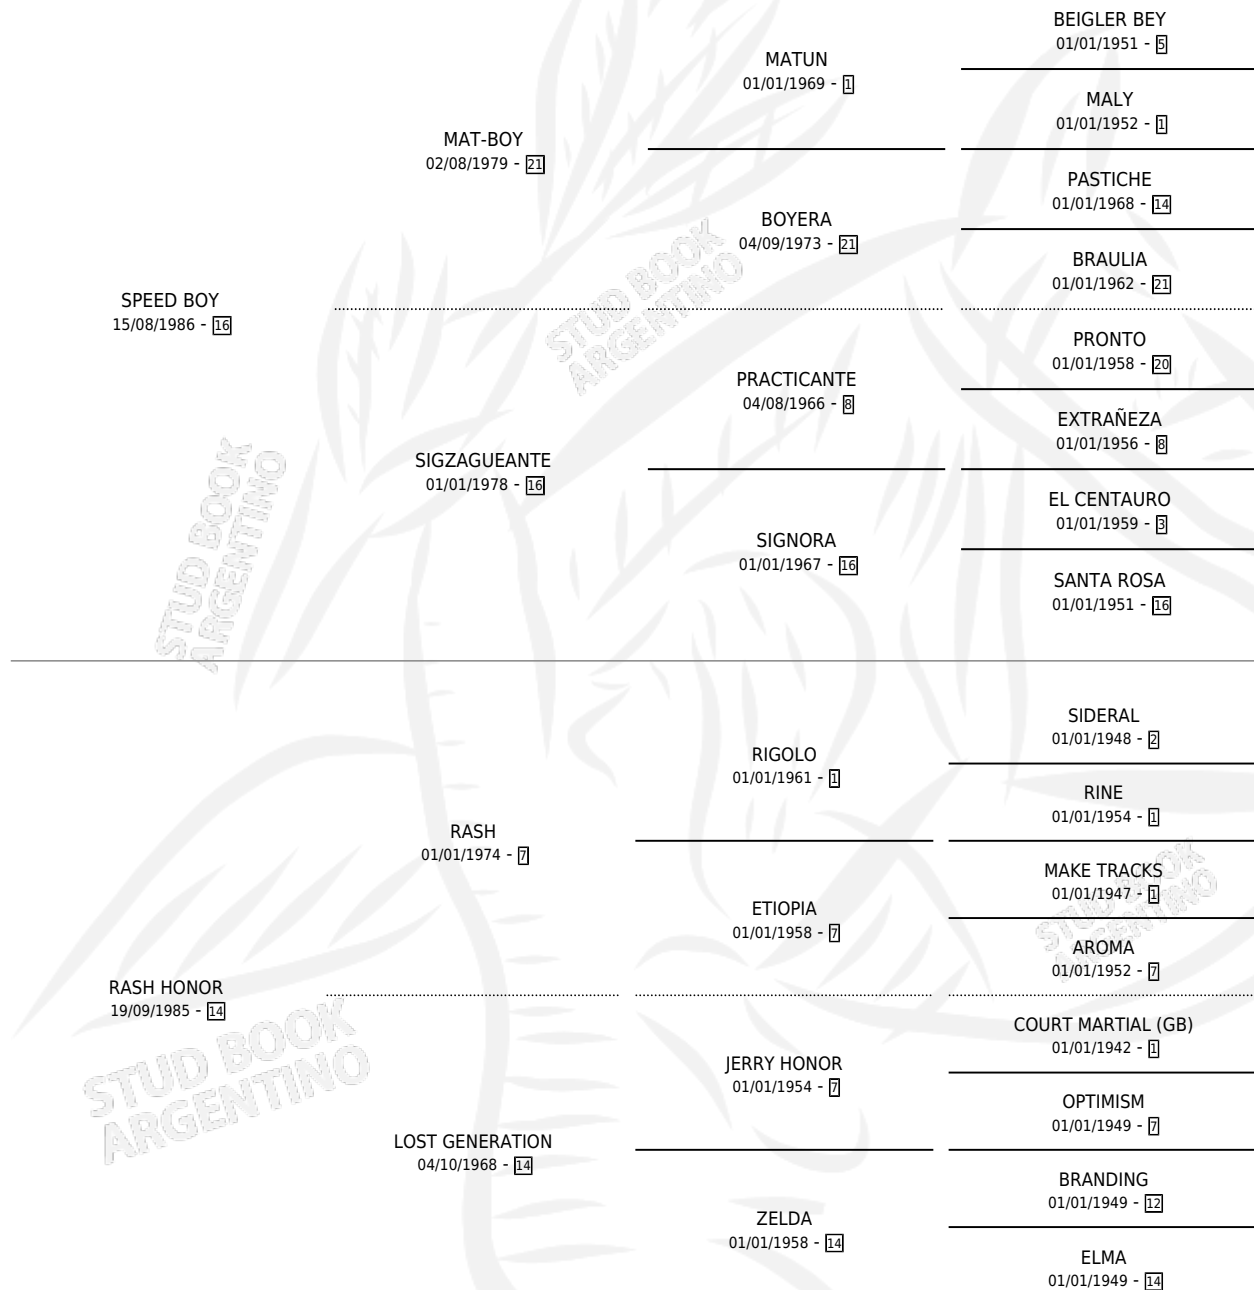 BEIGLER BEY
01/01/1951 - 5
MATUN
01/01/1969 - 1
MALY
01/01/1952 - 1
MAT-BOY
02/08/1979 - 21
PASTICHE
01/01/1968 - 14
BOYERA
04/09/1973 - 21
BRAULIA
01/01/1962 - 21
SPEED BOY
15/08/1986 - 16
PRONTO
01/01/1958 - 20
PRACTICANTE
04/08/1966 - 8
EXTRAÑEZA
01/01/1956 - 8
SIGZAGUEANTE
01/01/1978 - 16
EL CENTAURO
01/01/1959 - 3
SIGNORA
01/01/1967 - 16
SANTA ROSA
01/01/1951 - 16
SIDERAL
01/01/1948 - 2
RIGOLO
01/01/1961 - 1
RINE
01/01/1954 - 1
RASH
01/01/1974 - 7
MAKE TRACKS
01/01/1947 - 1
ETIOPIA
01/01/1958 - 7
AROMA
01/01/1952 - 7
RASH HONOR
19/09/1985 - 14
COURT MARTIAL (GB)
01/01/1942 - 1
JERRY HONOR
01/01/1954 - 7
OPTIMISM
01/01/1949 - 7
LOST GENERATION
04/10/1968 - 14
BRANDING
01/01/1949 - 12
ZELDA
01/01/1958 - 14
ELMA
01/01/1949 - 14
STUD BOOK
ARGENTINO
STUD BOOK
ARGENTINO
STUD BOOK
ARGENTINO
STUD BOOK
ARGENTINO